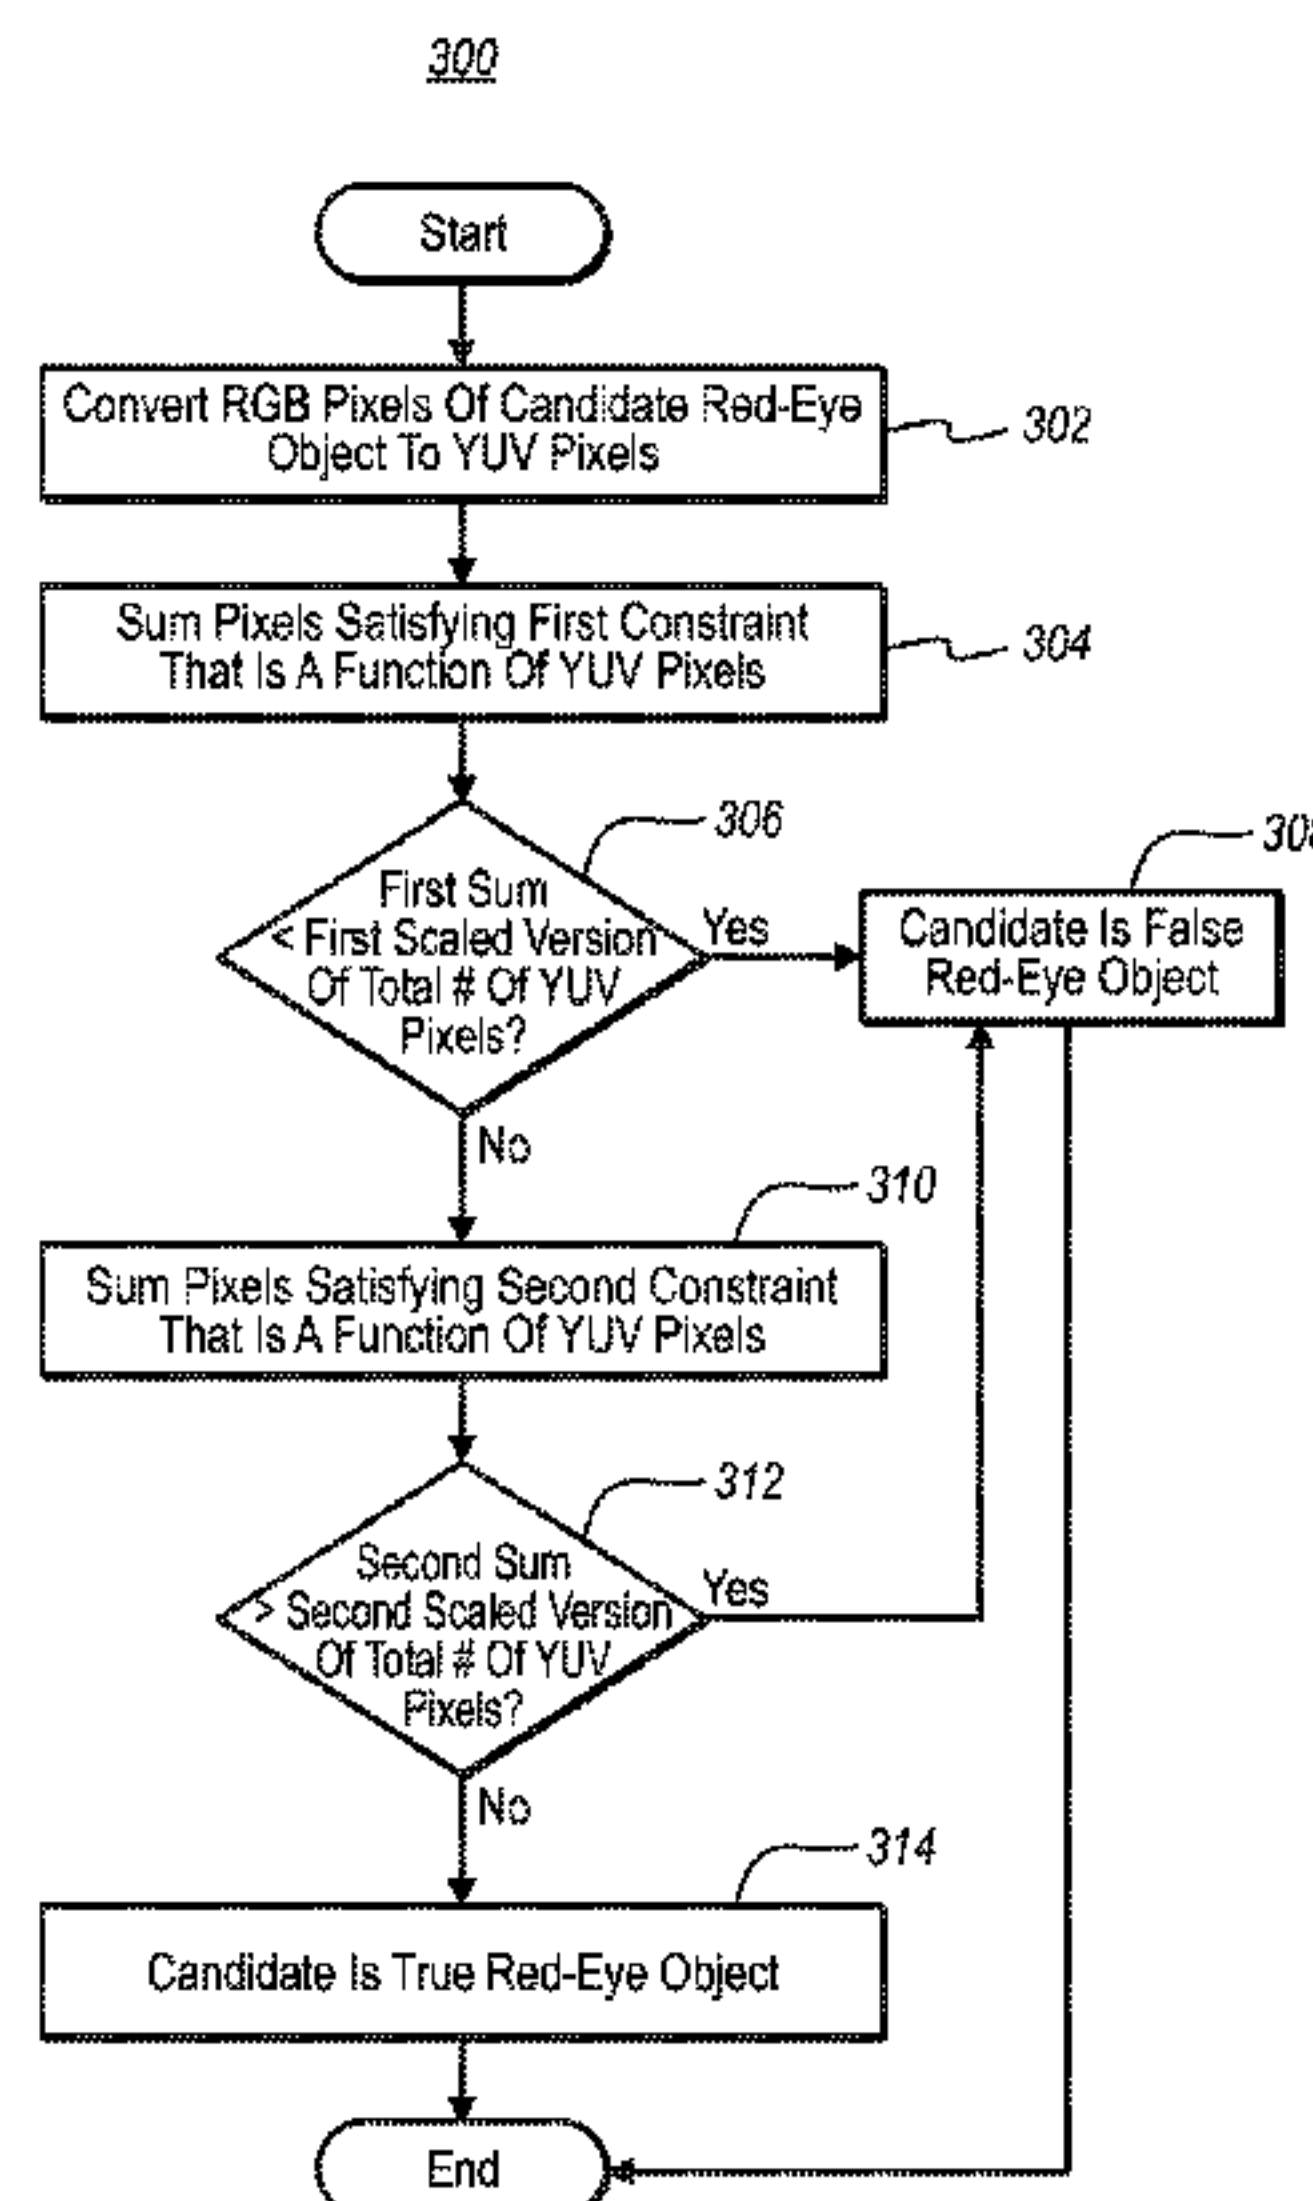 300
Start
Convert RGB Pixels Of Candidate Red-Eye
Object To YUV Pixels
302
Sum Pixels Satisfying First Constraint
That Is A Function Of YUV Pixels
304
306
First Sum
< First Scaled Version
Of Total # Of YUV
Pixels?
Yes
308
Candidate Is False
Red-Eye Object
No
310
Sum Pixels Satisfying Second Constraint
That Is A Function Of YUV Pixels
312
Second Sum
> Second Scaled Version
Of Total # Of YUV
Pixels?
Yes
No
314
Candidate Is True Red-Eye Object
End